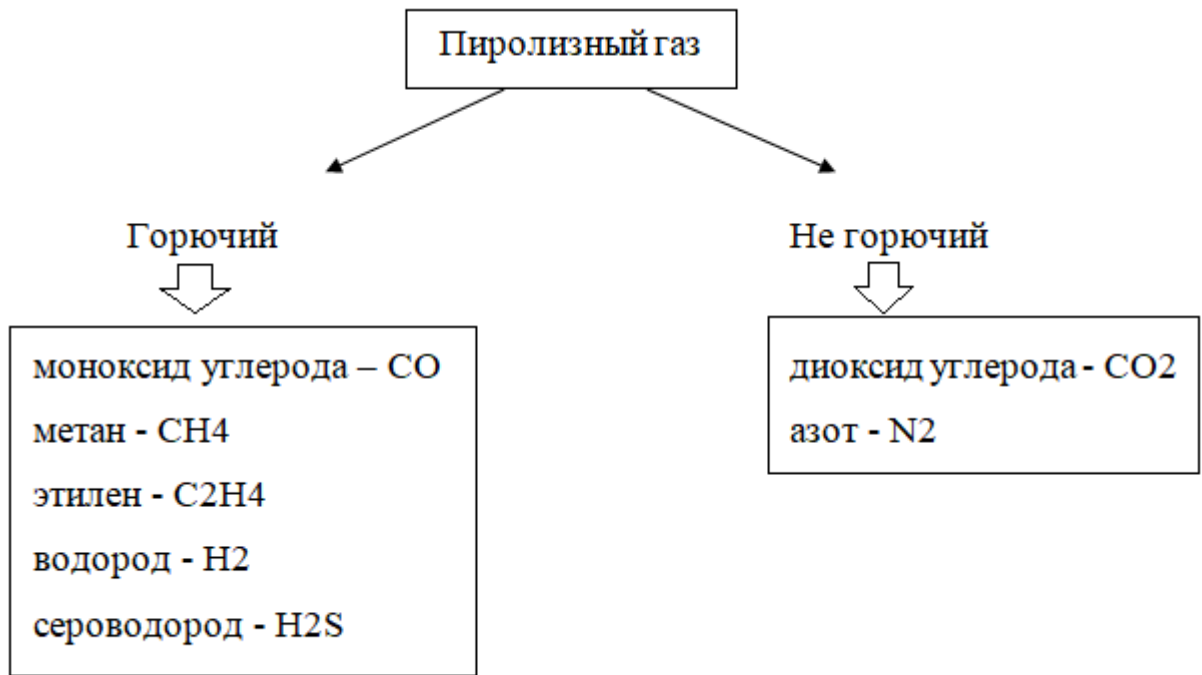 Пиролизный газ
Горючий
Не горючий
моноксид углерода – CO
метан - CH4
этилен - C2H4
водород - H2
сероводород - H2S
диоксид углерода - CO2
азот - N2